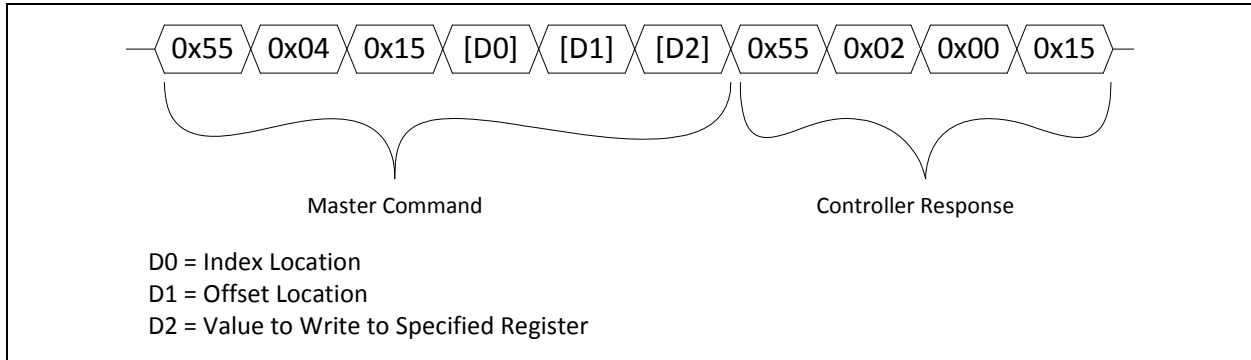 0x55 0x04 0x15 [D0] [D1] [D2] 0x55 0x02 0x00 0x15
Master Command Controller Response
D0 = Index Location
D1 = Offset Location
D2 = Value to Write to Specified Register